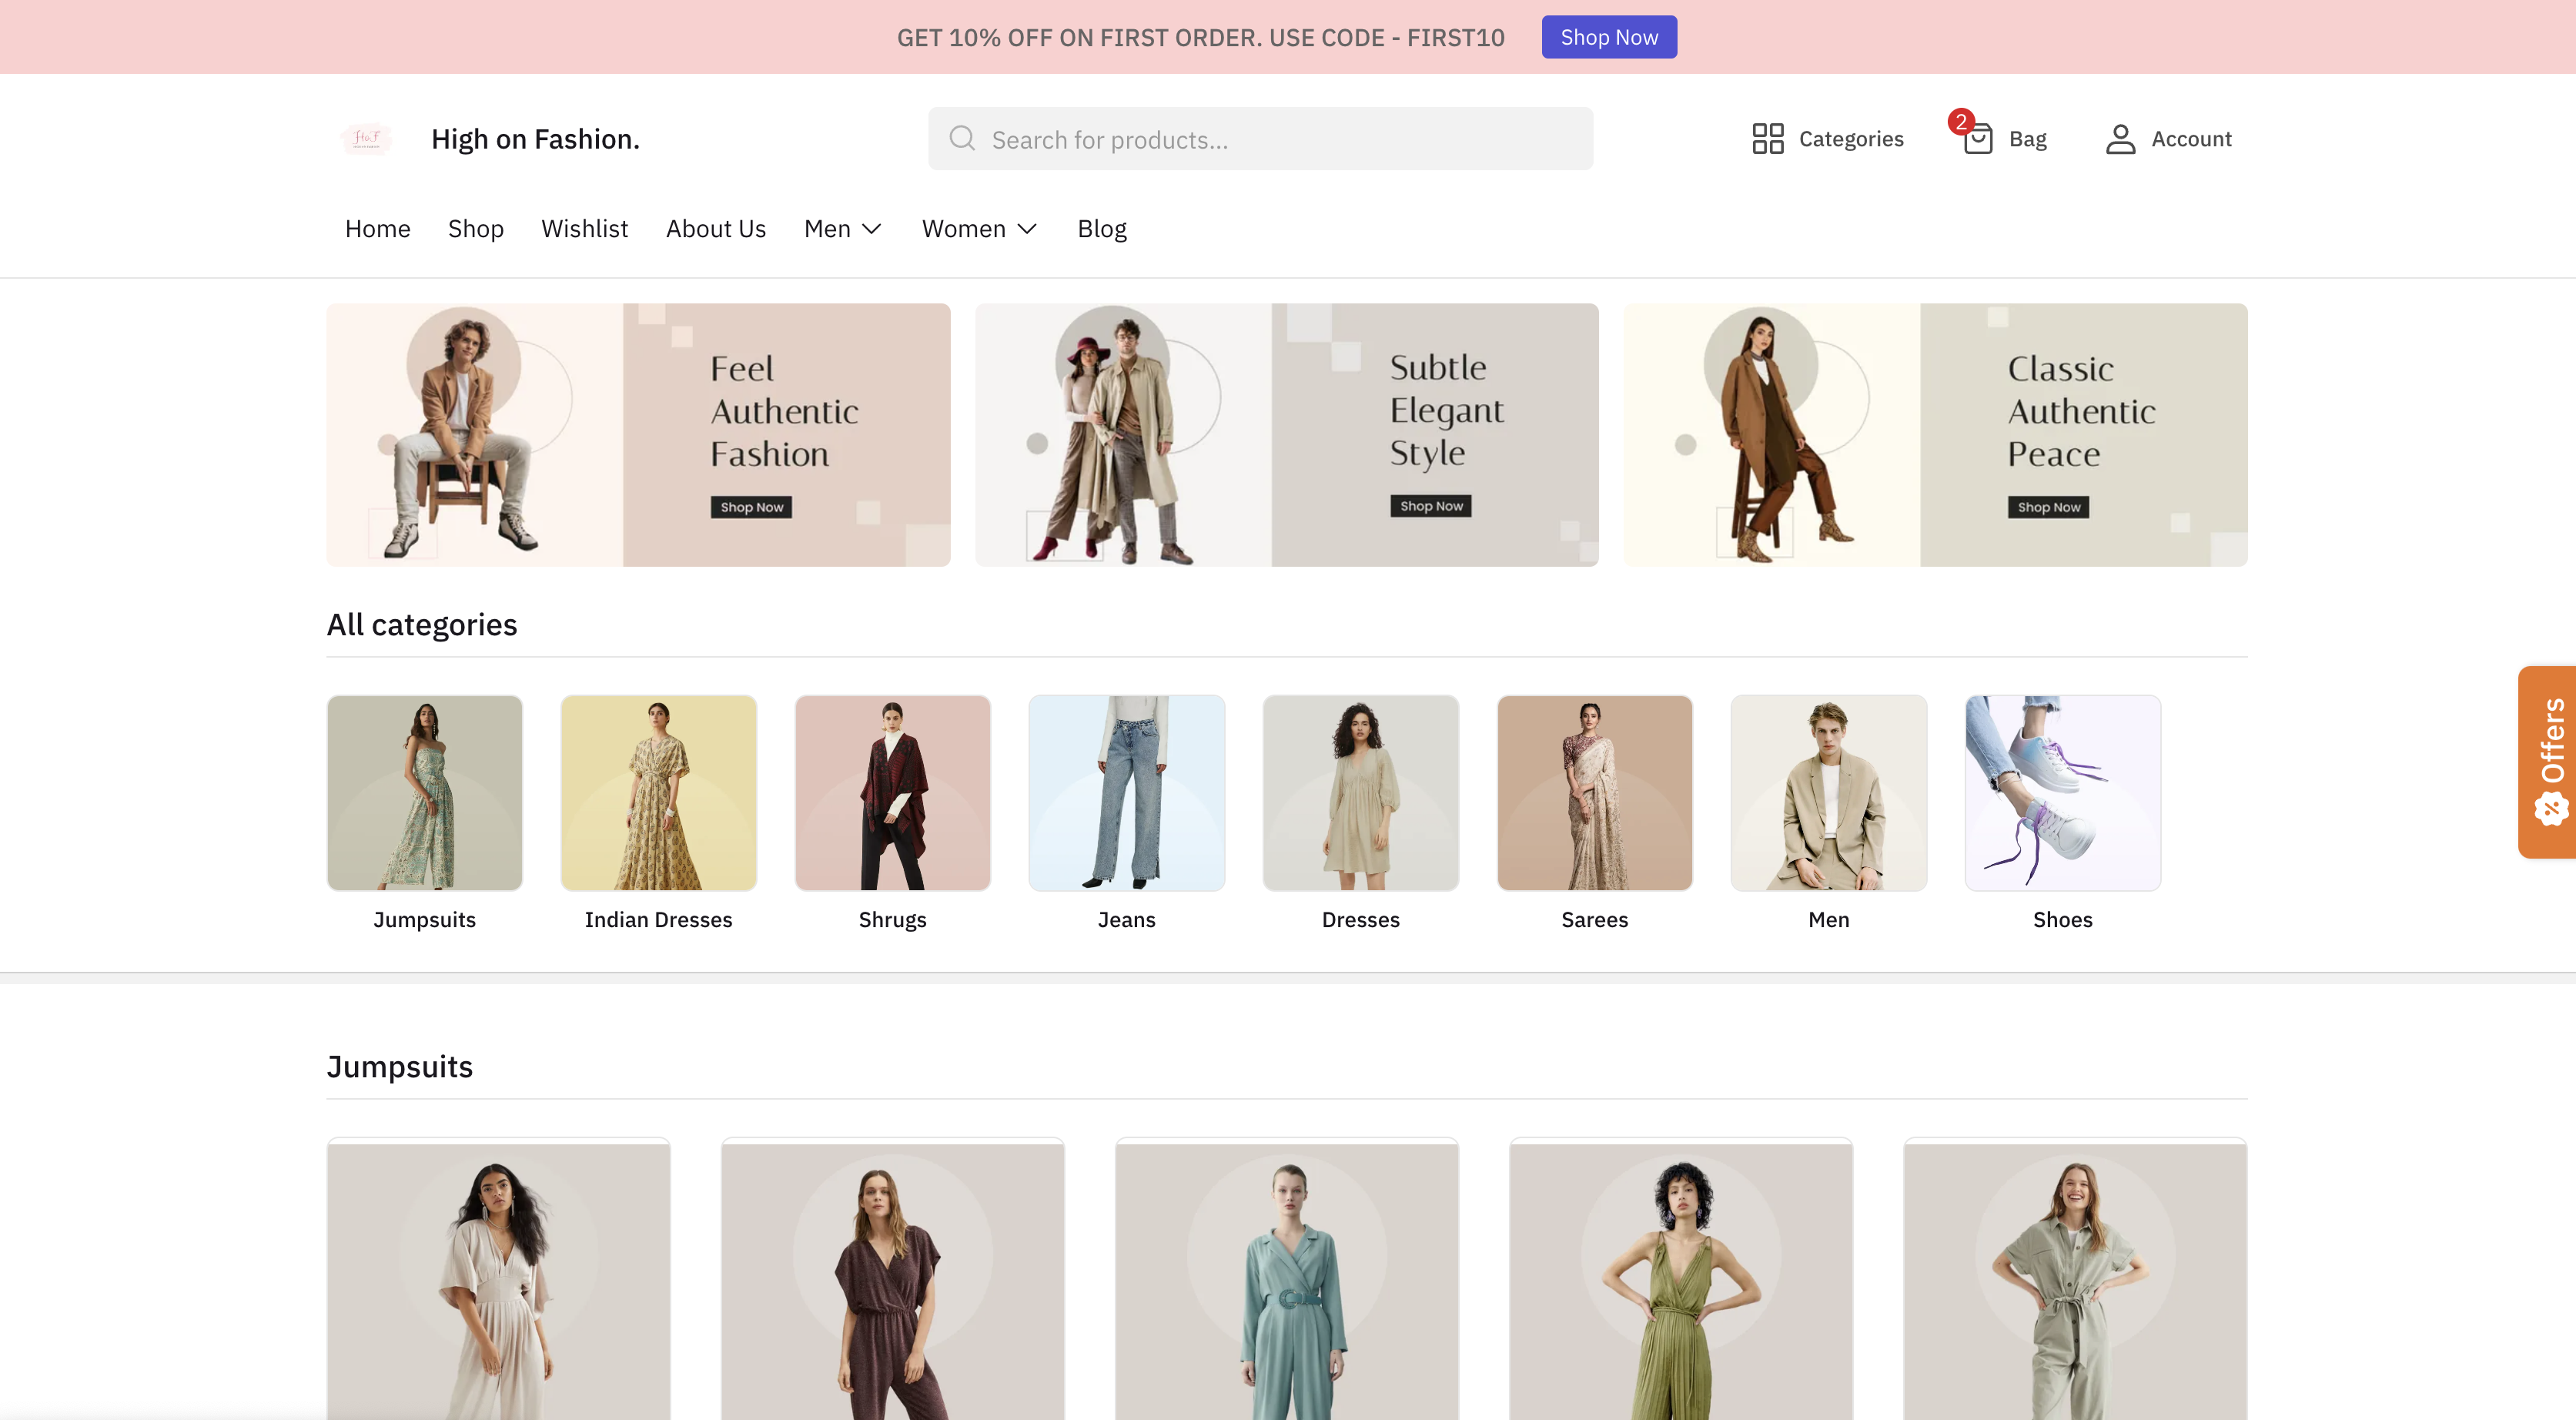 GET 10% OFF ON FIRST ORDER. USE CODE - FIRST10 Shop Now
HoF
High on Fashion.
Search for products...
Categories
2
Bag
Account
Home Shop Wishlist About Us Men Women Blog
Feel
Authentic
Fashion
Shop Now
Subtle
Elegant
Style
Shop Now
Classic
Authentic
Peace
Shop Now
All categories
Jumpsuits Indian Dresses Shrugs Jeans Dresses Sarees Men Shoes
Offers
Jumpsuits